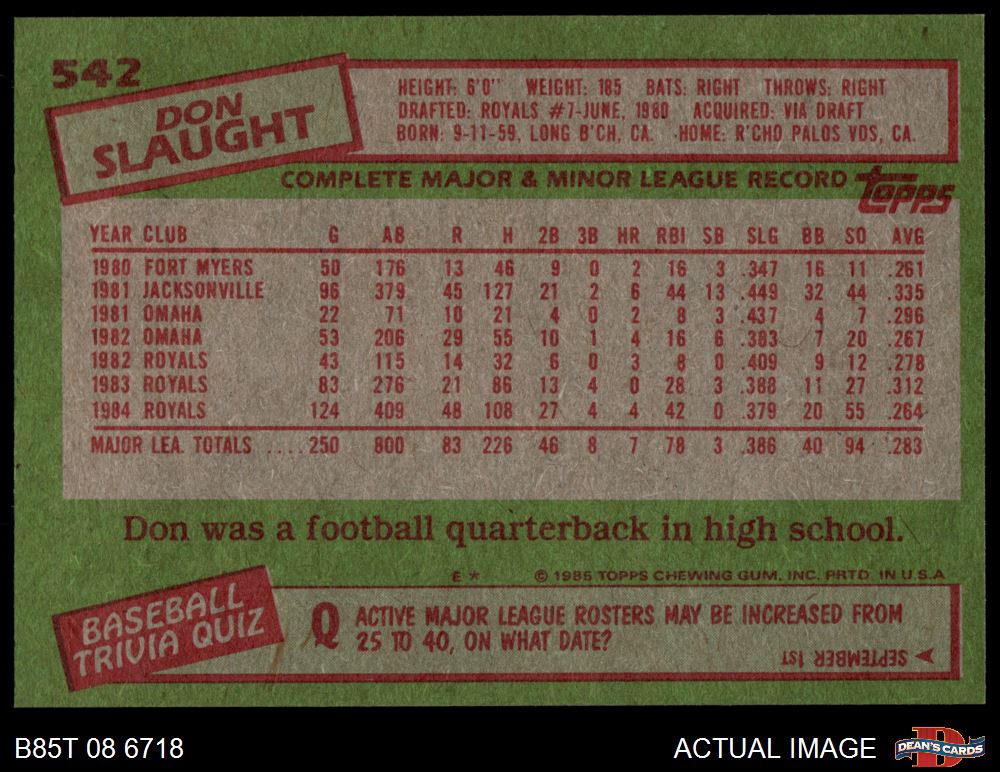 542
DON
SLAUGHT
HEIGHT: 6'0" WEIGHT: 185 BATS: RIGHT THROWS: RIGHT
DRAFTED: ROYALS #7-JUNE, 1980 ACQUIRED: VIA DRAFT
BORN: 9-11-59, LONG B'CH, CA. ·HOME: R'CHO PALOS VDS, CA.
COMPLETE MAJOR & MINOR LEAGUE RECORD topps
YEAR CLUB G AB R H 2B 3B HR RBI SB SLG BB SO AVG
1980 FORT MYERS 50 176 13 46 9 0 2 16 3 .347 16 11 .261
1981 JACKSONVILLE 96 379 45 127 21 2 6 44 13 .449 32 44 .335
1981 OMAHA 22 71 10 21 4 0 2 8 3 .437 4 7 .296
1982 OMAHA 53 206 29 55 10 1 4 16 6 .383 7 20 .267
1982 ROYALS 43 115 14 32 6 0 3 8 0 .409 9 12 .278
1983 ROYALS 83 276 21 86 13 4 0 28 3 .388 11 27 .312
1984 ROYALS 124 409 48 108 27 4 4 42 0 .379 20 55 .264
MAJOR LEA. TOTALS ....250 800 83 226 46 8 7 78 3 .386 40 94 .283
Don was a football quarterback in high school.
E * © 1985 TOPPS CHEWING GUM, INC. PRTD. IN U.S.A
BASEBALL
TRIVIA QUIZ
Q ACTIVE MAJOR LEAGUE ROSTERS MAY BE INCREASED FROM
25 TO 40, ON WHAT DATE?
SEPTEMBER 1ST
B85T 08 6718 ACTUAL IMAGE DEAN'S CARDS